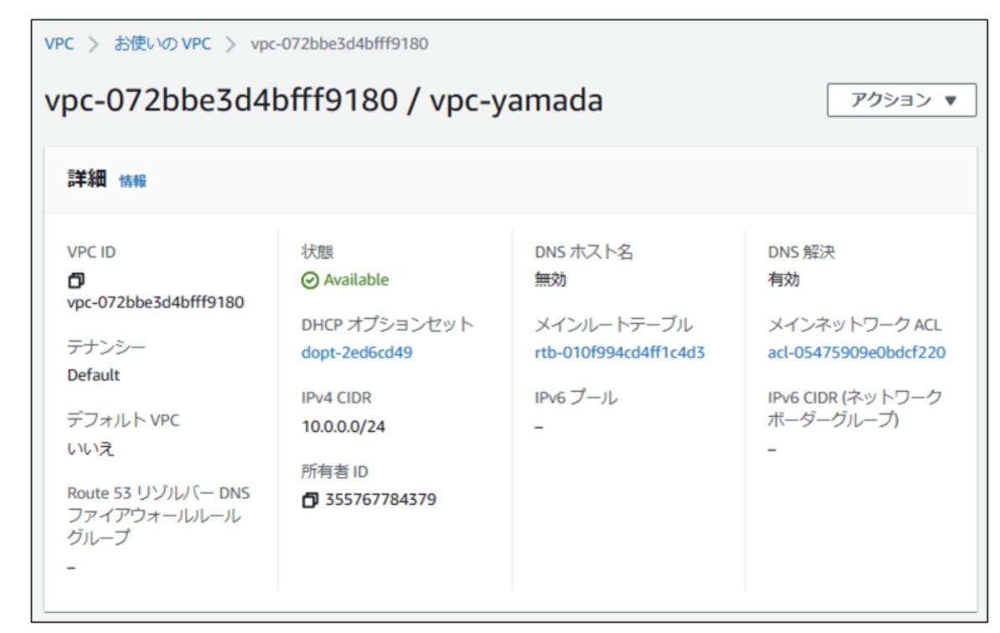 VPC > お使いの VPC > vpc-072bbe3d4bfff9180
vpc-072bbe3d4bfff9180 / vpc-yamada
アクション ▼
詳細 情報
VPC ID
vpc-072bbe3d4bfff9180
テナンシー
Default
デフォルト VPC
いいえ
Route 53 リゾルバー DNS
ファイアウォールルール
グループ
–
状態
Available
DHCP オプションセット
dopt-2ed6cd49
IPv4 CIDR
10.0.0.0/24
所有者 ID
355767784379
DNS ホスト名
無効
メインルートテーブル
rtb-010f994cd4ff1c4d3
IPv6 プール
–
DNS 解決
有効
メインネットワーク ACL
acl-05475909e0bdcf220
IPv6 CIDR (ネットワーク
ボーダーグループ)
–